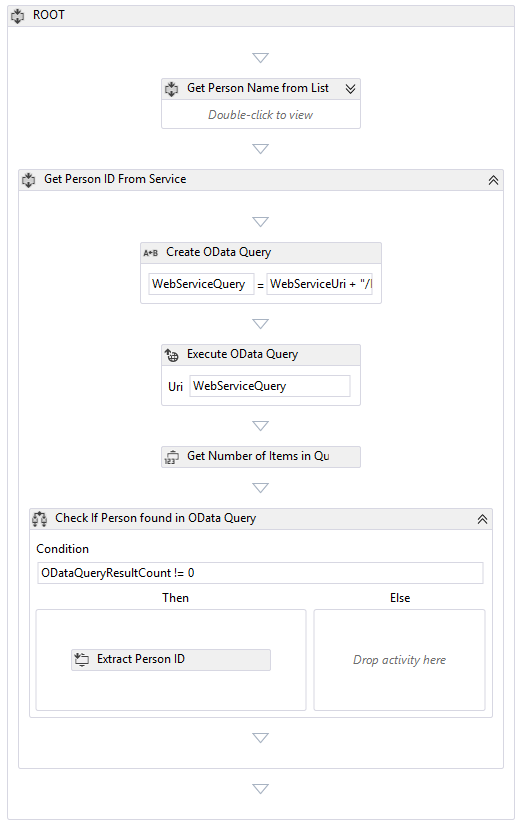 ROOT
Get Person Name from List
Double-click to view
Get Person ID From Service
A+B Create OData Query
WebServiceQuery = WebServiceUri + "/
Execute OData Query
Uri WebServiceQuery
123 Get Number of Items in Qu
Check If Person found in OData Query
Condition
ODataQueryResultCount != 0
Then Else
Extract Person ID Drop activity here